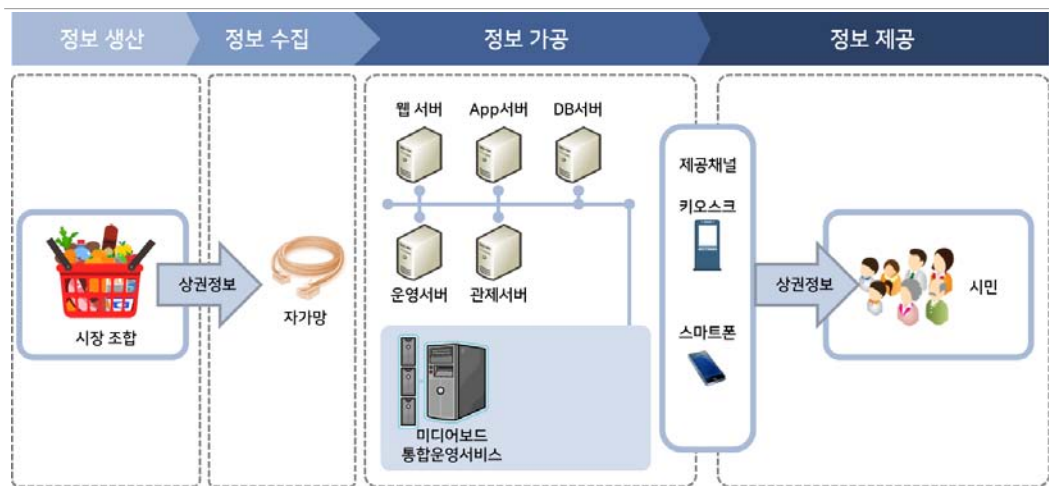 정보 생산
정보 수집
정보 가공
정보 제공
웹 서버
App서버
DB서버
운영서버
관제서버
미디어보드
통합운영서비스
시장 조합
상권정보
자가망
제공채널
키오스크
스마트폰
상권정보
시민